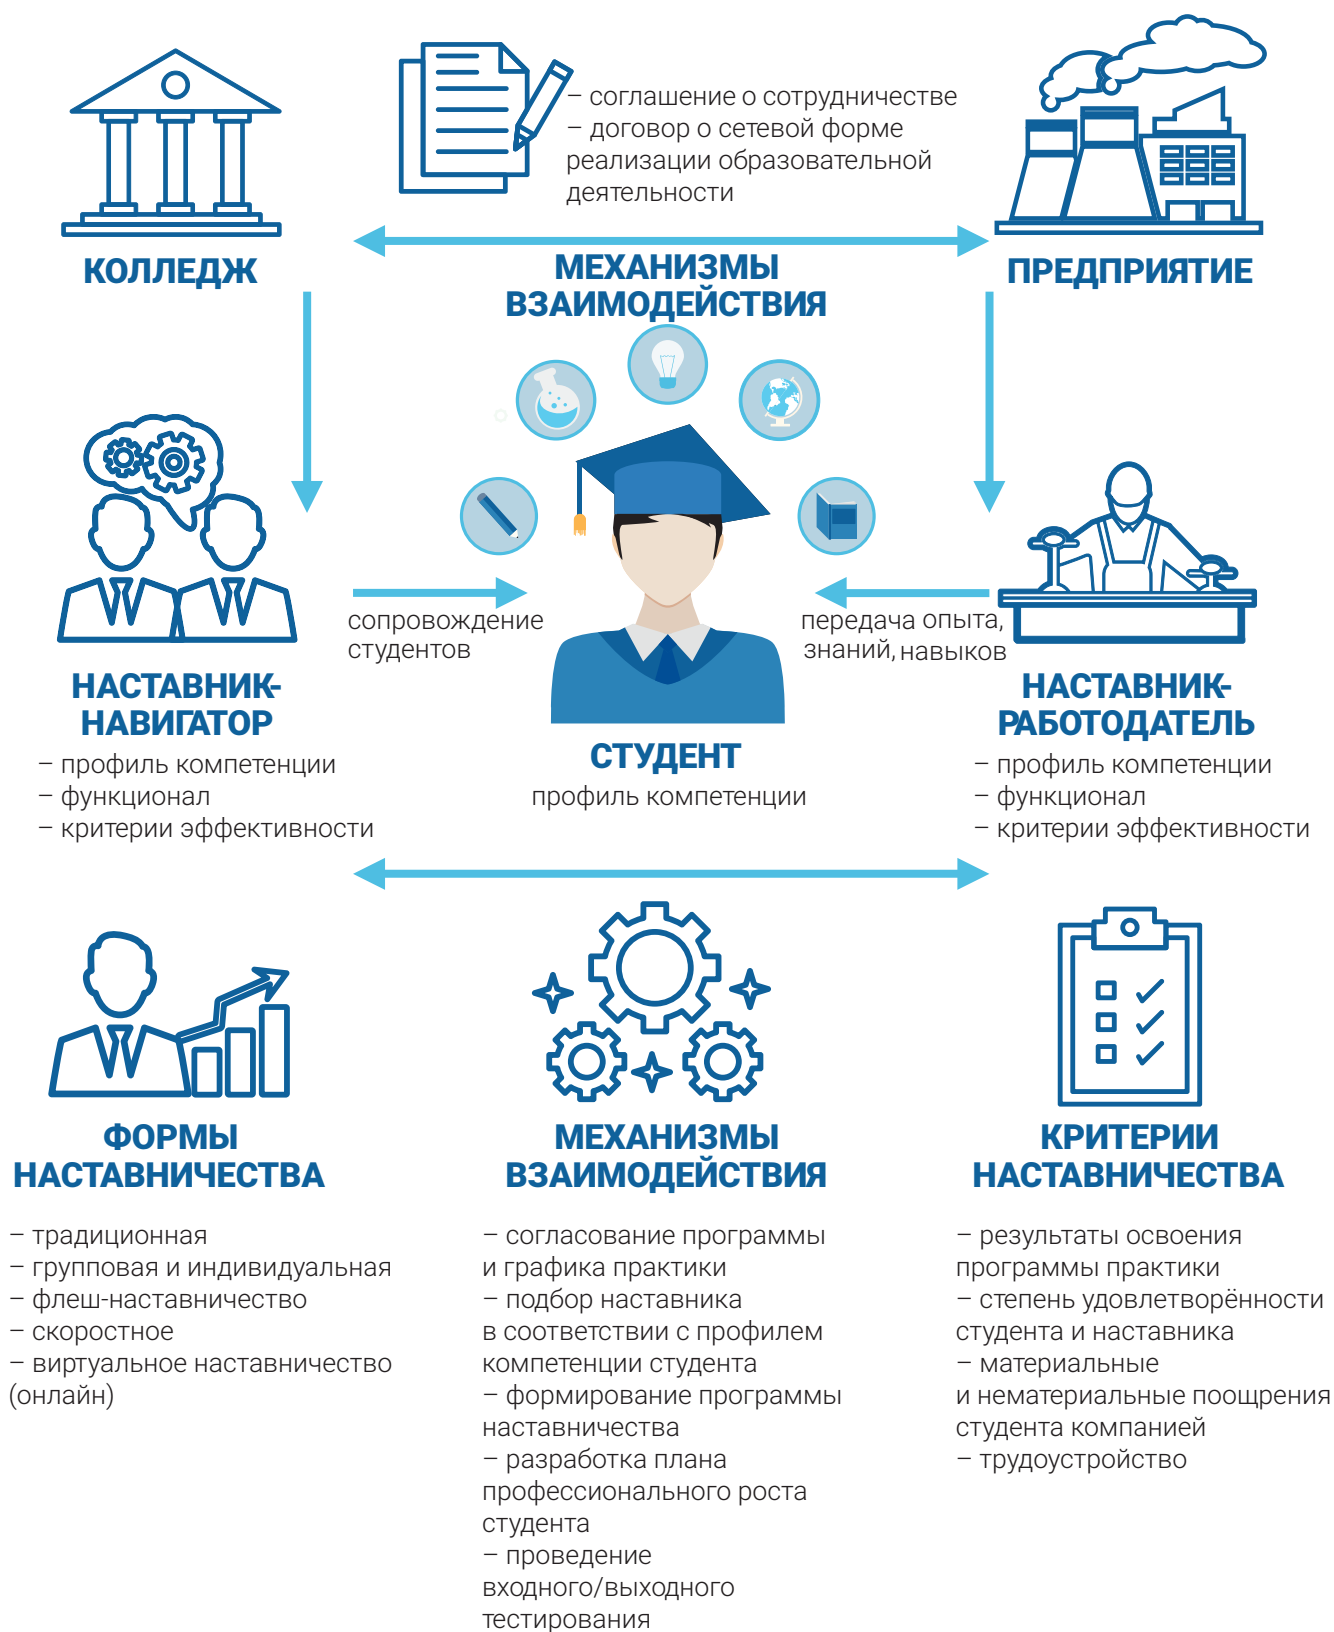 – соглашение о сотрудничестве
– договор о сетевой форме
реализации образовательной
деятельности
КОЛЛЕДЖ
МЕХАНИЗМЫ
ВЗАИМОДЕЙСТВИЯ
ПРЕДПРИЯТИЕ
сопровождение
студентов
передача опыта,
знаний, навыков
НАСТАВНИК-
НАВИГАТОР
– профиль компетенции
– функционал
– критерии эффективности
СТУДЕНТ
профиль компетенции
НАСТАВНИК-
РАБОТОДАТЕЛЬ
– профиль компетенции
– функционал
– критерии эффективности
ФОРМЫ
НАСТАВНИЧЕСТВА
– традиционная
– групповая и индивидуальная
– флеш-наставничество
– скоростное
– виртуальное наставничество
(онлайн)
МЕХАНИЗМЫ
ВЗАИМОДЕЙСТВИЯ
– согласование программы
и графика практики
– подбор наставника
в соответствии с профилем
компетенции студента
– формирование программы
наставничества
– разработка плана
профессионального роста
студента
– проведение
входного/выходного
тестирования
КРИТЕРИИ
НАСТАВНИЧЕСТВА
– результаты освоения
программы практики
– степень удовлетворённости
студента и наставника
– материальные
и нематериальные поощрения
студента компанией
– трудоустройство